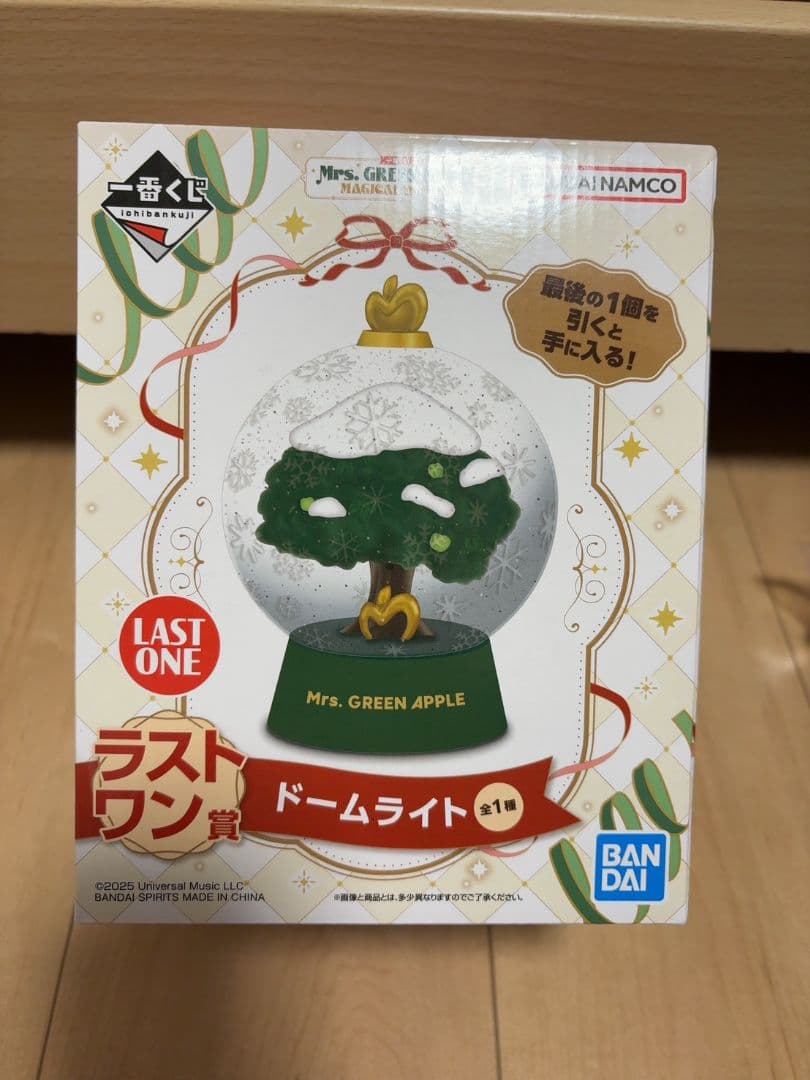 一番くじ
ichibankuji
Mrs. GREE
MAGICAL
NAMCO
最後の1個を
引くと
手に入る!
Mrs. GREEN APPLE
LAST
ONE
ラスト
ワン賞
ドームライト 全1種
BAN
DAI
©2025 Universal Music LLC
BANDAI SPIRITS MADE IN CHINA
※画像と商品とは、多少異なりますのでご了承ください。